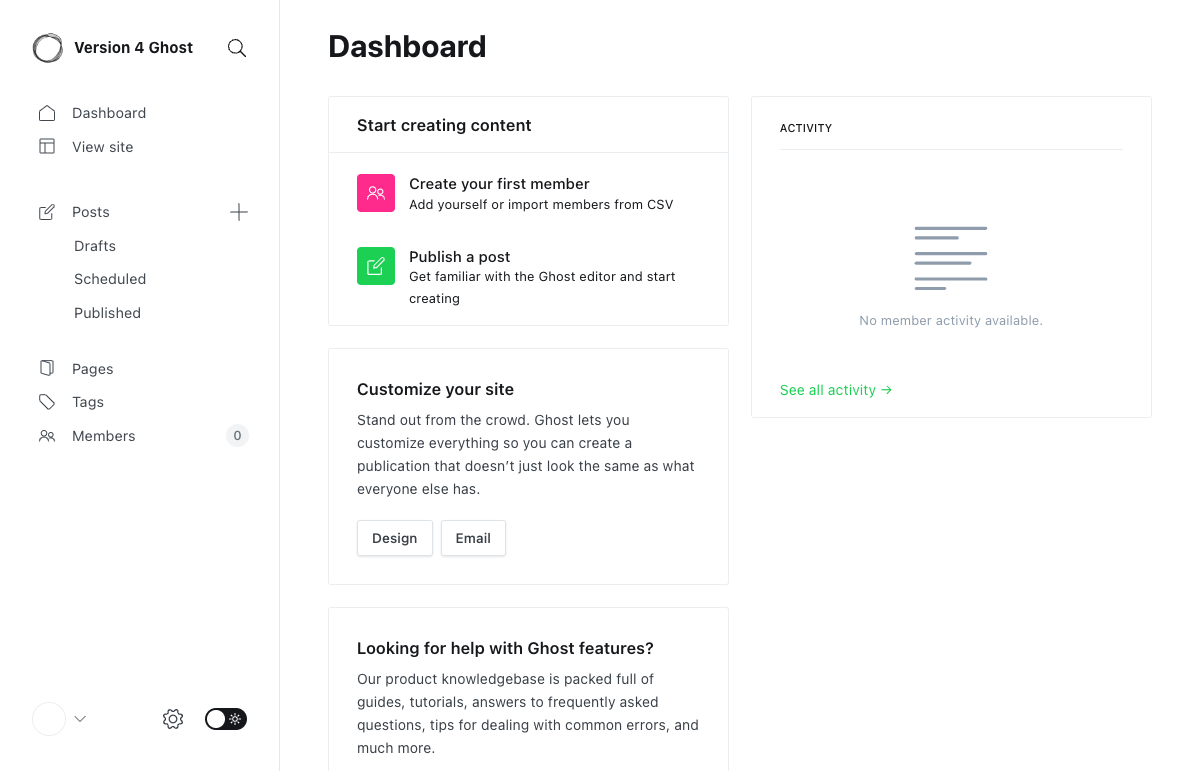 Version 4 Ghost
Dashboard
View site
Posts
Drafts
Scheduled
Published
Pages
Tags
Members
0
Dashboard
Start creating content
Create your first member
Add yourself or import members from CSV
Publish a post
Get familiar with the Ghost editor and start
creating
Customize your site
Stand out from the crowd. Ghost lets you
customize everything so you can create a
publication that doesn’t just look the same as what
everyone else has.
Design
Email
Looking for help with Ghost features?
Our product knowledgebase is packed full of
guides, tutorials, answers to frequently asked
questions, tips for dealing with common errors, and
much more.
ACTIVITY
No member activity available.
See all activity →